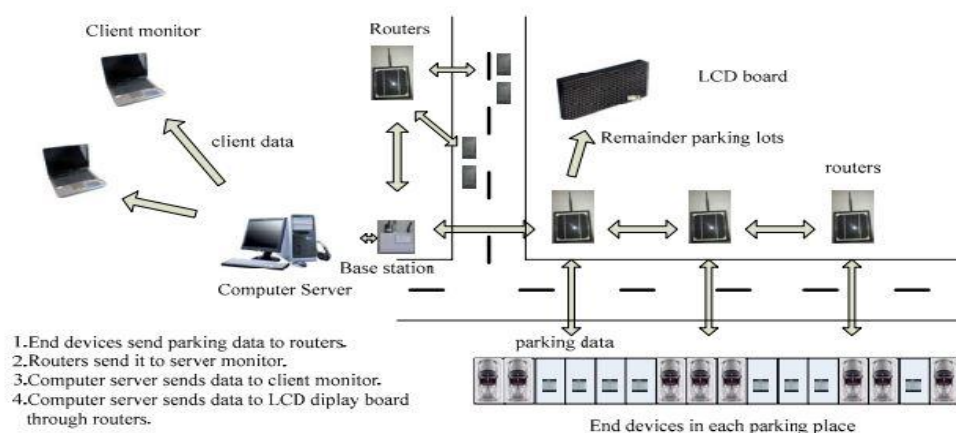 Client monitor
Routers
LCD board
client data
Remainder parking lots
routers
Base station
Computer Server
parking data
1.End devices send parking data to routers.
2.Routers send it to server monitor.
3.Computer server sends data to client monitor.
4.Computer server sends data to LCD diplay board
through routers.
End devices in each parking place